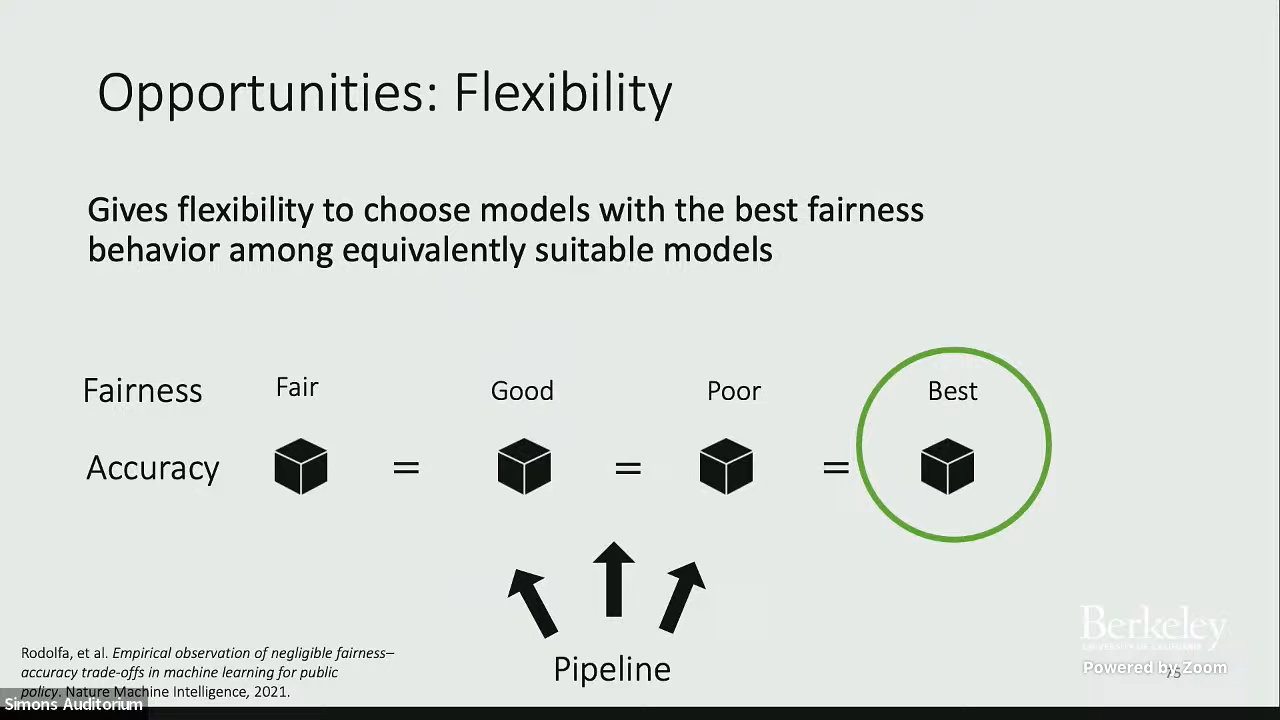 Opportunities: Flexibility
Gives flexibility to choose models with the best fairness
behavior among equivalently suitable models
Fairness Fair Good Poor Best
Accuracy = = =
Pipeline
Rodolfa, et al. Empirical observation of negligible fairness–
accuracy trade-offs in machine learning for public
policy. Nature Machine Intelligence, 2021.
Berkeley
UNIVERSITY OF CALIFORNIA
Powered by Zoom
75
Simons Auditorium